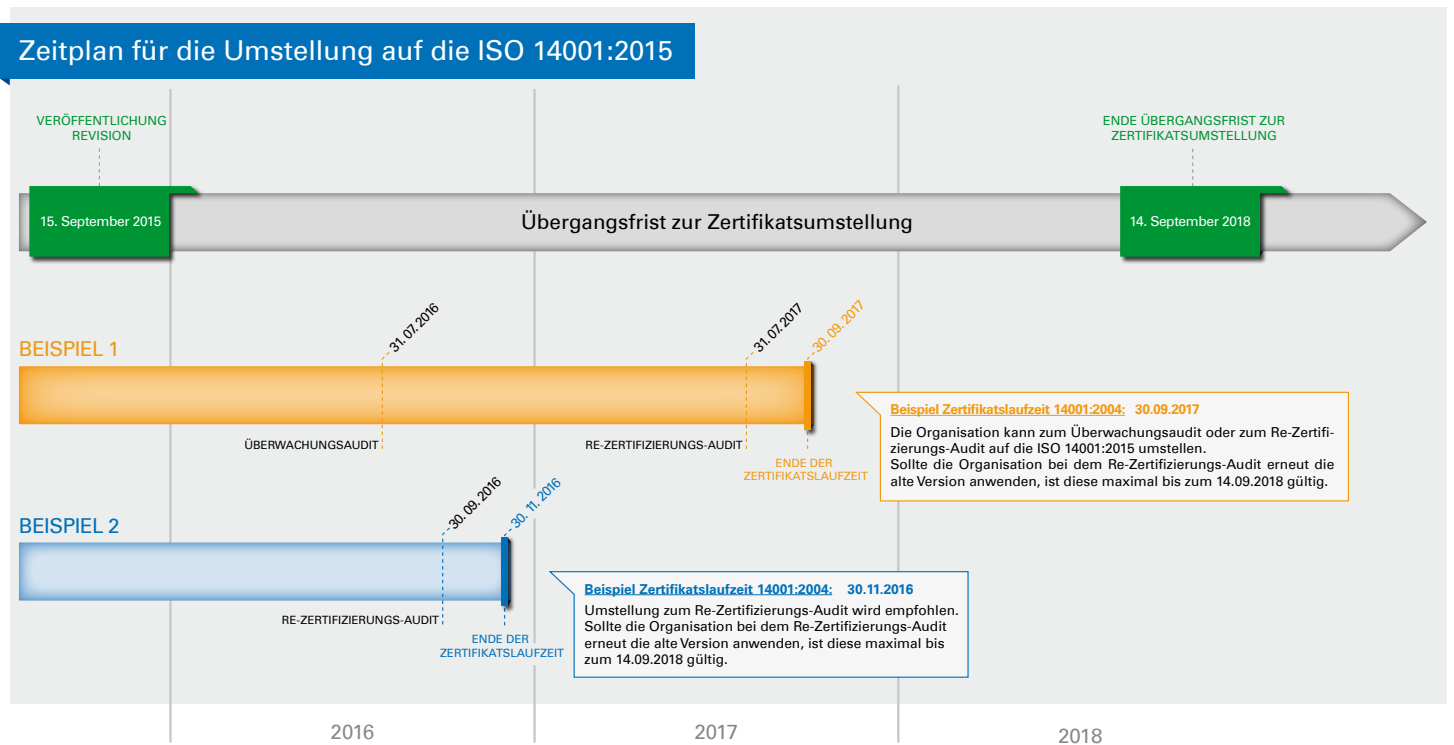 Zeitplan für die Umstellung auf die ISO 14001:2015
VERÖFFENTLICHUNG
REVISION
ENDE ÜBERGANGSFRIST ZUR
ZERTIFIKATSUMSTELLUNG
15. September 2015
Übergangsfrist zur Zertifikatsumstellung
14. September 2018
BEISPIEL 1
31.07.2016
31.07.2017
30.09.2017
ÜBERWACHUNGSAUDIT
RE-ZERTIFIZIERUNGS-AUDIT
ENDE DER
ZERTIFIKATSLAUFZEIT
Beispiel Zertifikatslaufzeit 14001:2004: 30.09.2017
Die Organisation kann zum Überwachungsaudit oder zum Re-Zertifi-
zierungs-Audit auf die ISO 14001:2015 umstellen.
Sollte die Organisation bei dem Re-Zertifizierungs-Audit erneut die
alte Version anwenden, ist diese maximal bis zum 14.09.2018 gültig.
BEISPIEL 2
30.09.2016
30.11.2016
RE-ZERTIFIZIERUNGS-AUDIT
ENDE DER
ZERTIFIKATSLAUFZEIT
Beispiel Zertifikatslaufzeit 14001:2004: 30.11.2016
Umstellung zum Re-Zertifizierungs-Audit wird empfohlen.
Sollte die Organisation bei dem Re-Zertifizierungs-Audit
erneut die alte Version anwenden, ist diese maximal bis
zum 14.09.2018 gültig.
2016
2017
2018